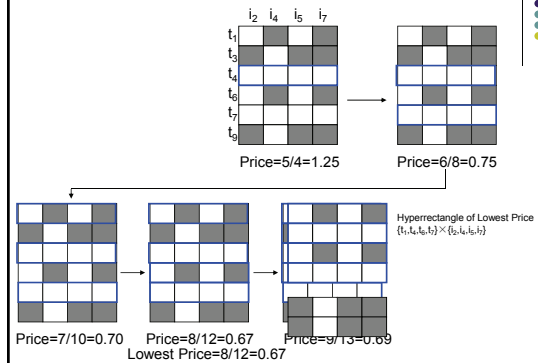 i2 i4 i5 i7
t1
t3
t4
t6
t7
t9
Price=5/4=1.25
Price=6/8=0.75
Hyperrectangle of Lowest Price
{t1,t4,t6,t7}×{i2,i4,i5,i7}
Price=7/10=0.70
Price=8/12=0.67
Price=9/13=0.69
Lowest Price=8/12=0.67